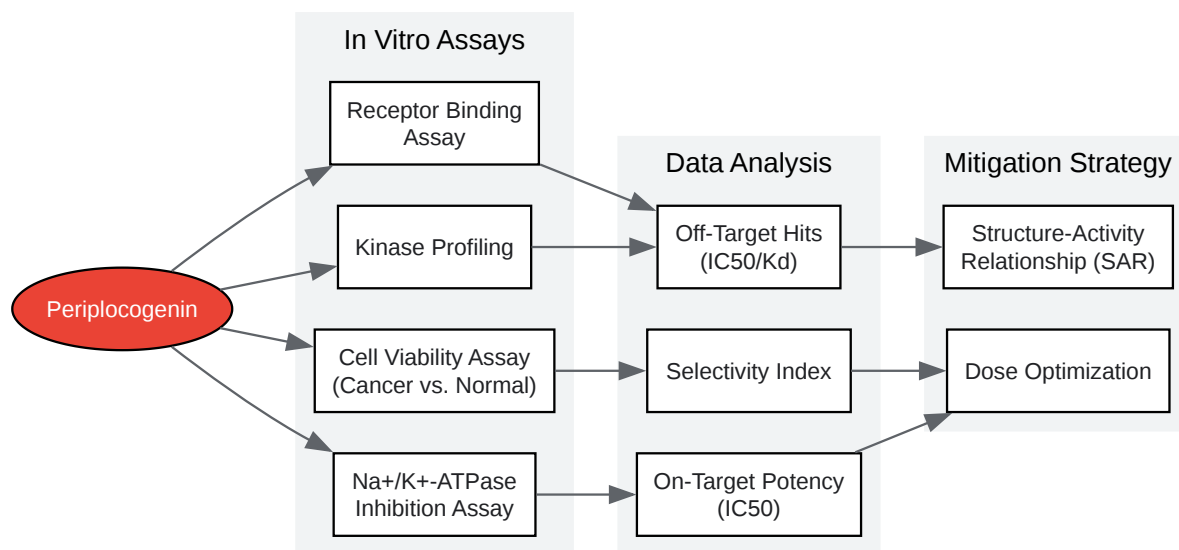 In Vitro Assays
Receptor Binding
Assay
Kinase Profiling
Cell Viability Assay
(Cancer vs. Normal)
Na+/K+-ATPase
Inhibition Assay
Periplocogenin
Data Analysis
Off-Target Hits
(IC50/Kd)
Selectivity Index
On-Target Potency
(IC50)
Mitigation Strategy
Structure-Activity
Relationship (SAR)
Dose Optimization